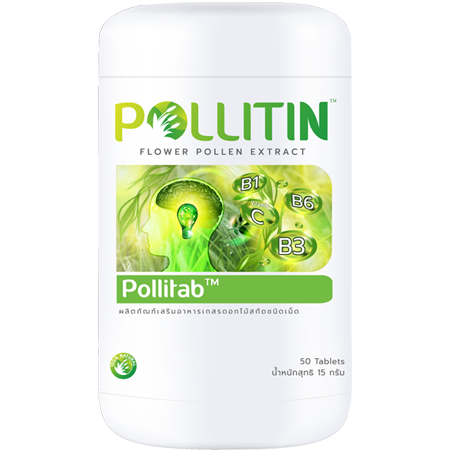 POLLITIN™
FLOWER POLLEN EXTRACT
B1
B6
C
B3
Pollitab™
ผลิตภัณฑ์เสริมอาหารเกสรดอกไม้สกัดชนิดเม็ด
50 Tablets
น้ำหนักสุทธิ 15 กรัม